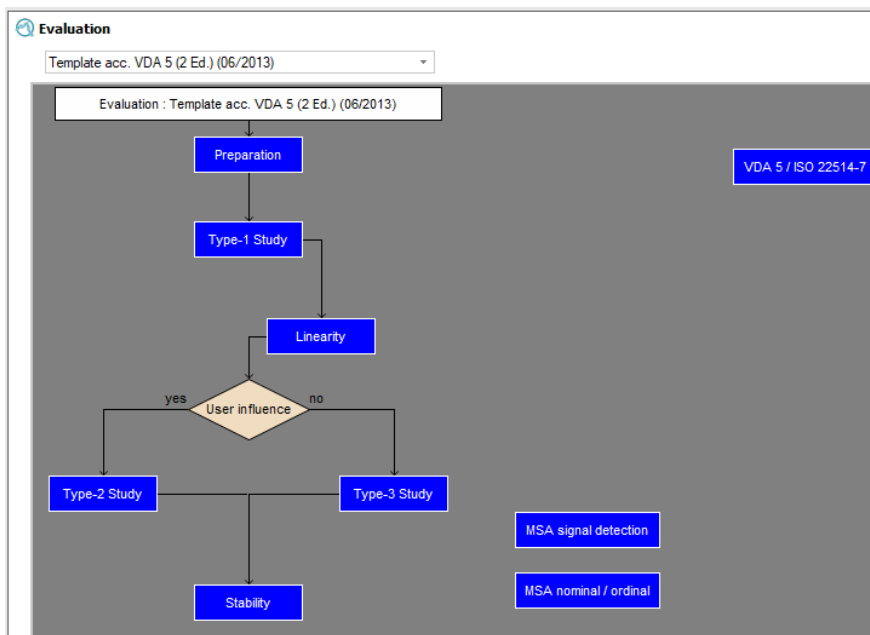 Evaluation
Template acc. VDA 5 (2 Ed.) (06/2013)
Evaluation : Template acc. VDA 5 (2 Ed.) (06/2013)
Preparation
VDA 5 / ISO 22514-7
Type-1 Study
Linearity
yes
User influence
no
Type-2 Study
Type-3 Study
MSA signal detection
MSA nominal / ordinal
Stability